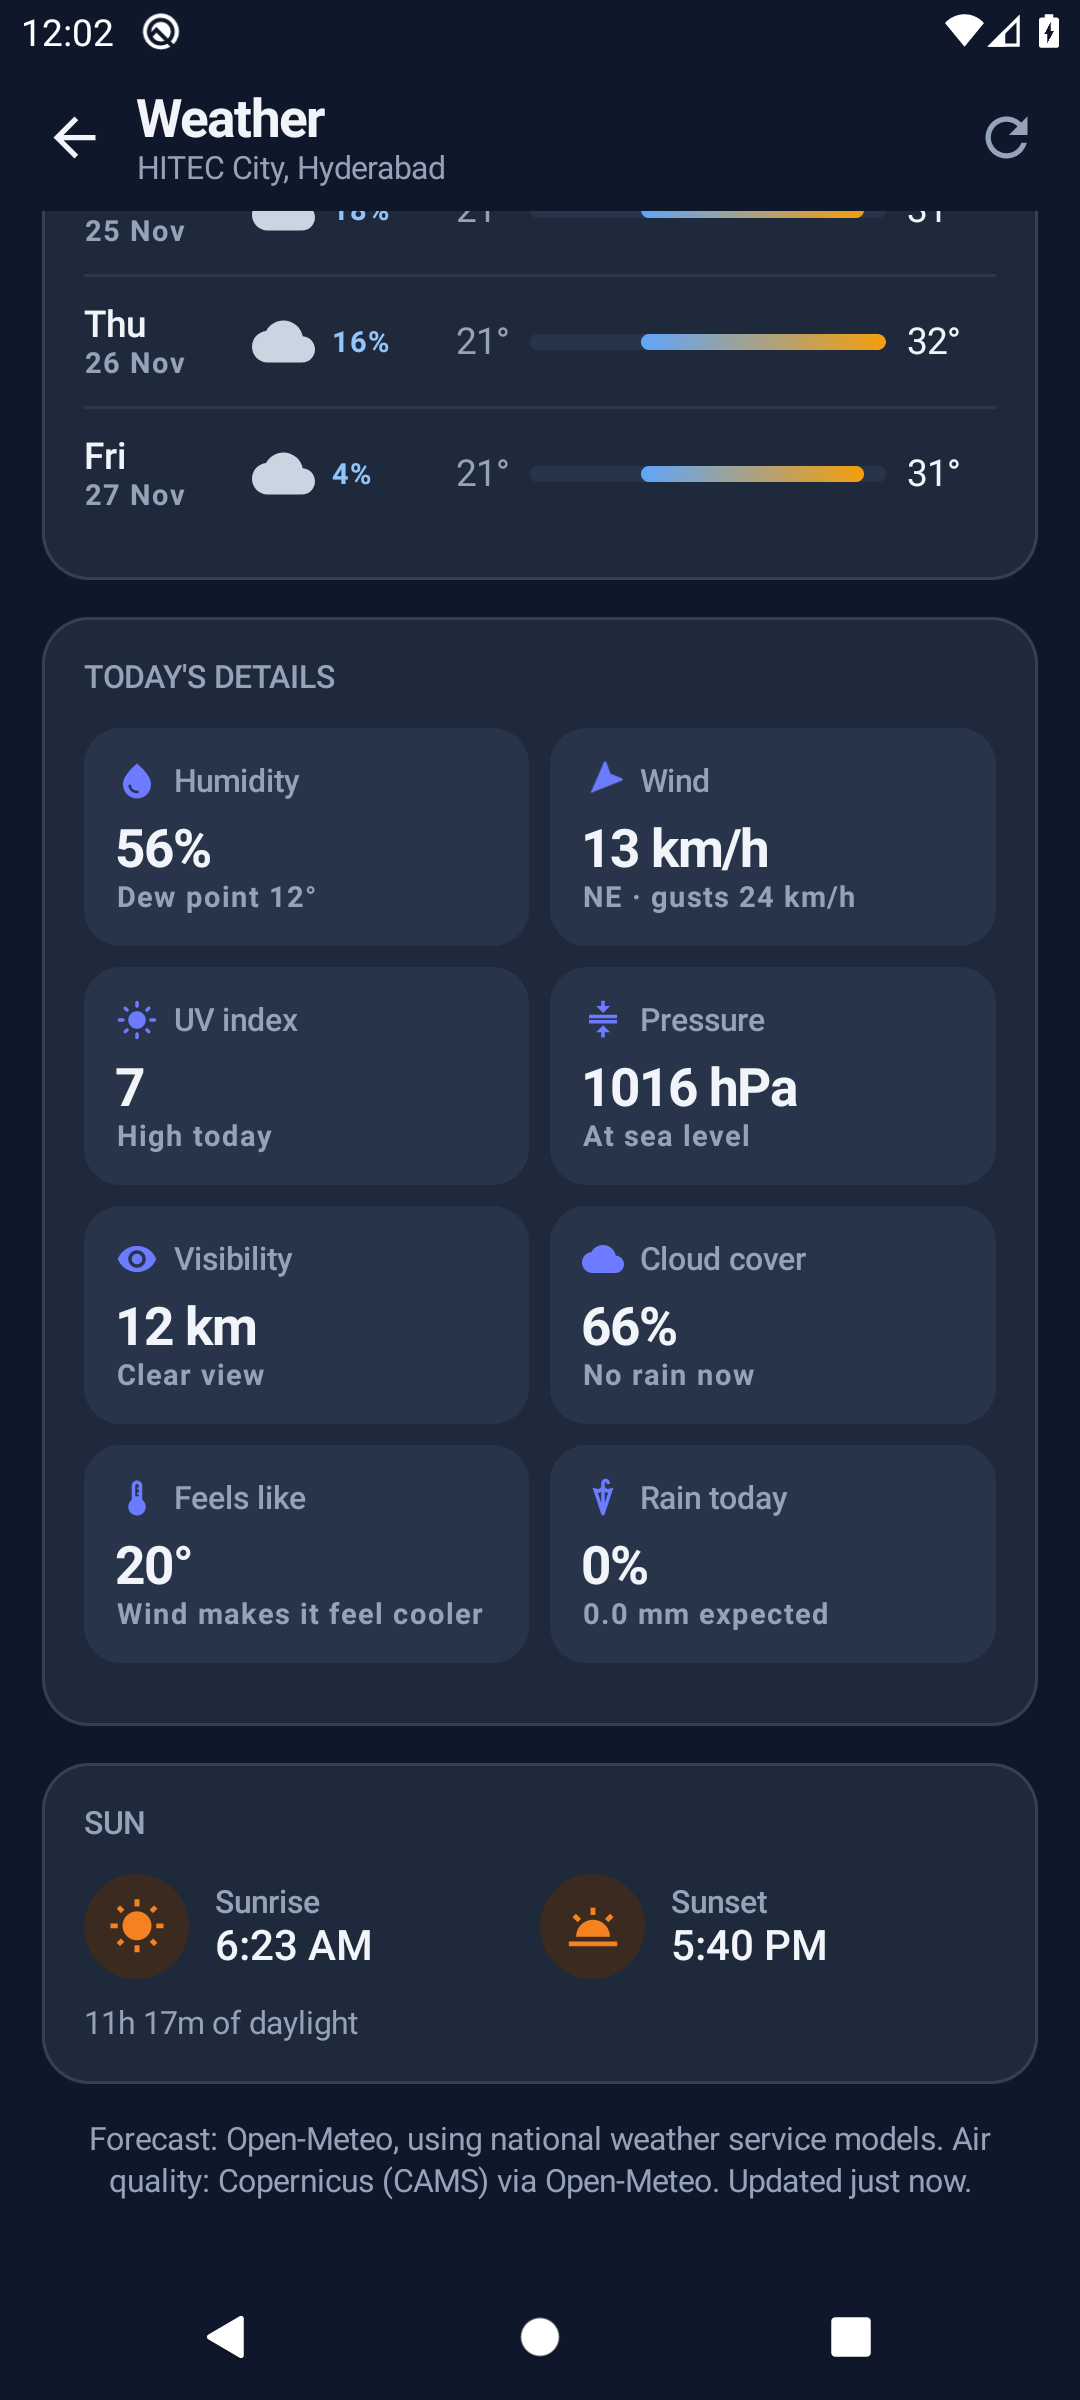 12:02
Weather
HITEC City, Hyderabad
25 Nov 18% 21° 31°
Thu
26 Nov
16% 21° 32°
Fri
27 Nov
4% 21° 31°
TODAY'S DETAILS
Humidity
56%
Dew point 12°
Wind
13 km/h
NE · gusts 24 km/h
UV index
7
High today
Pressure
1016 hPa
At sea level
Visibility
12 km
Clear view
Cloud cover
66%
No rain now
Feels like
20°
Wind makes it feel cooler
Rain today
0%
0.0 mm expected
SUN
Sunrise
6:23 AM
Sunset
5:40 PM
11h 17m of daylight
Forecast: Open-Meteo, using national weather service models. Air
quality: Copernicus (CAMS) via Open-Meteo. Updated just now.